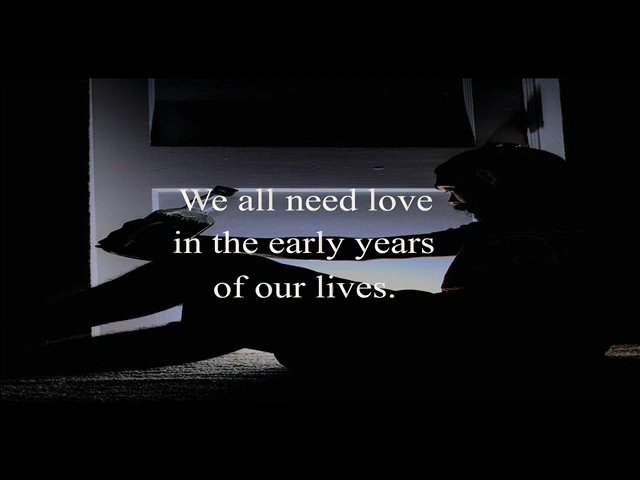 We all need love
in the early years
of our lives.